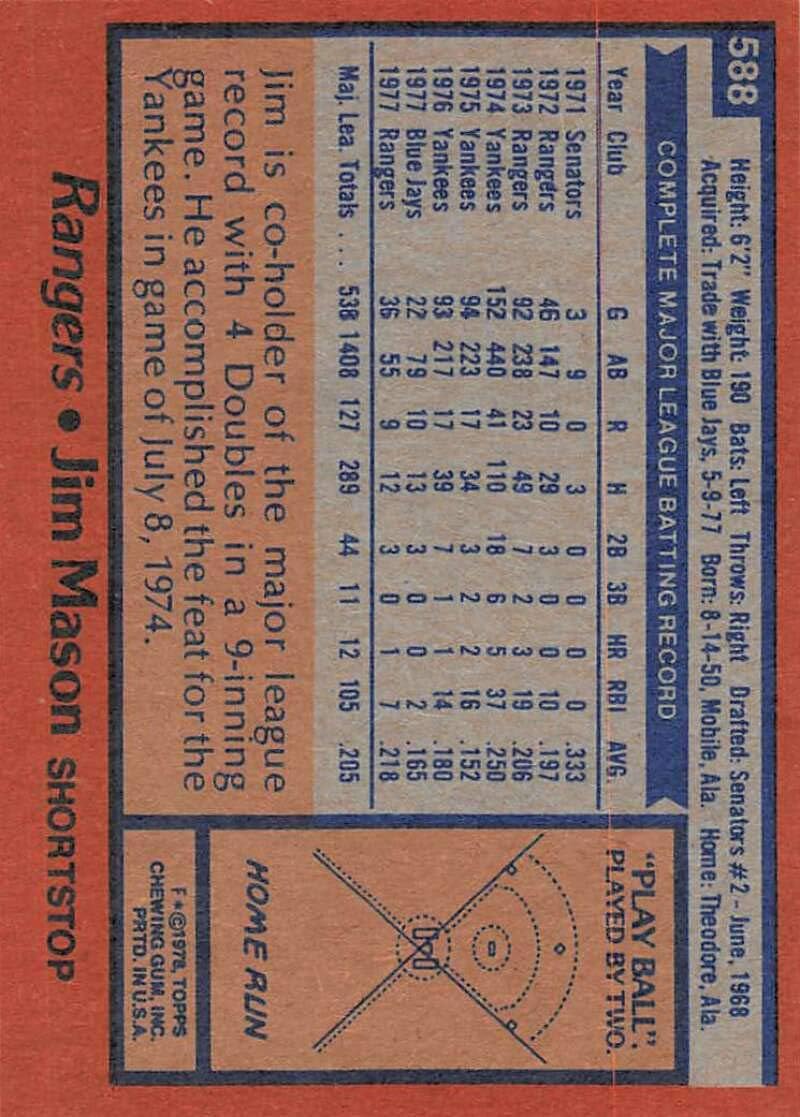 588
Height: 6'2" Weight: 190 Bats: Left Throws: Right Drafted: Senators #2 - June, 1968
Acquired: Trade with Blue Jays, 5-9-77 Born: 8-14-50, Mobile, Ala. Home: Theodore, Ala.
COMPLETE MAJOR LEAGUE BATTING RECORD
Year Club G AB R H 2B 3B HR RBI AVG.
1971 Senators 3 9 0 3 0 0 0 0 .333
1972 Rangers 46 147 10 29 3 0 0 10 .197
1973 Rangers 92 238 23 49 7 2 3 19 .206
1974 Yankees 152 440 41 110 18 6 5 37 .250
1975 Yankees 94 223 17 34 3 2 2 16 .152
1976 Yankees 93 217 17 39 7 1 1 14 .180
1977 Blue Jays 22 79 10 13 3 0 0 2 .165
1977 Rangers 36 55 9 12 3 0 1 7 .218
Maj. Lea. Totals . . . 538 1408 127 289 44 11 12 105 .205
Jim is co-holder of the major league
record with 4 Doubles in a 9-inning
game. He accomplished the feat for the
Yankees in game of July 8, 1974.
"PLAY BALL"
PLAYED BY TWO.
HOME RUN
F*©1978, TOPPS
CHEWING GUM, INC.
PRTD. IN U.S.A.
Rangers • Jim Mason SHORTSTOP